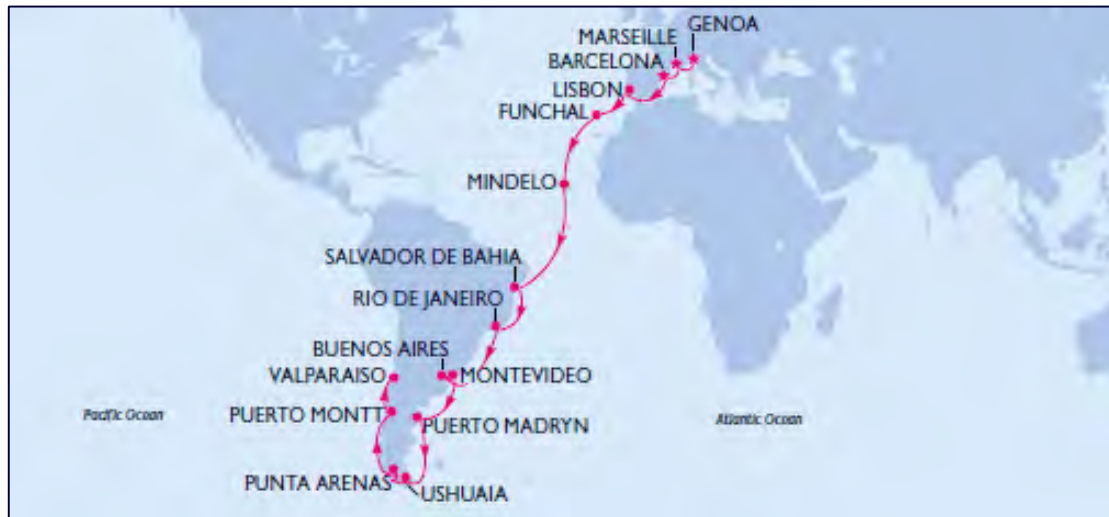 GENOA
MARSEILLE
BARCELONA
LISBON
FUNCHAL
MINDELO
SALVADOR DE BAHIA
RIO DE JANEIRO
BUENOS AIRES
VALPARAISO
MONTEVIDEO
PUERTO MONTT
Pacific Ocean
Atlantic Ocean
PUERTO MADRYN
PUNTA ARENAS
USHUAIA